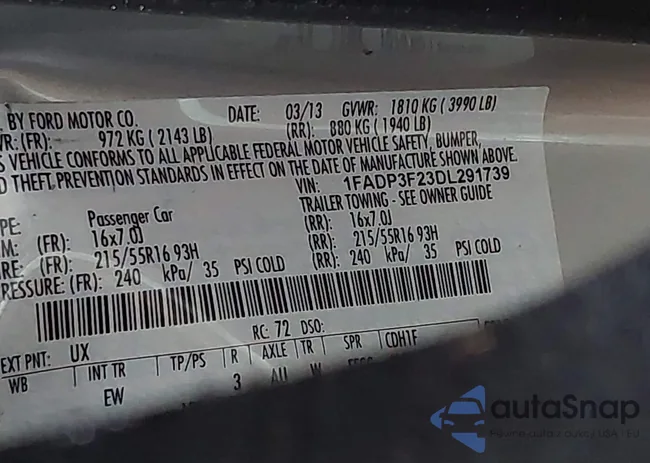 . BY FORD MOTOR CO. DATE: 03/13 GVWR: 1810 KG ( 3990 LB)
WR: (FR): 972 KG ( 2143 LB) (RR): 880 KG ( 1940 LB)
S VEHICLE CONFORMS TO ALL APPLICABLE FEDERAL MOTOR VEHICLE SAFETY, BUMPER,
D THEFT PREVENTION STANDARDS IN EFFECT ON THE DATE OF MANUFACTURE SHOWN ABOVE.
VIN: 1FADP3F23DL291739
PE: Passenger Car TRAILER TOWING - SEE OWNER GUIDE
M: (FR): 16x7.0J (RR): 16x7.0J
RE: (FR): 215/55R16 93H (RR): 215/55R16 93H
RESSURE: (FR): 240 kPa/ 35 PSI COLD (RR): 240 kPa/ 35 PSI COLD
RC: 72 DSO:
EXT PNT: UX
WB INT TR TP/PS R AXLE TR SPR CDH1F
EW 3
autoSnap